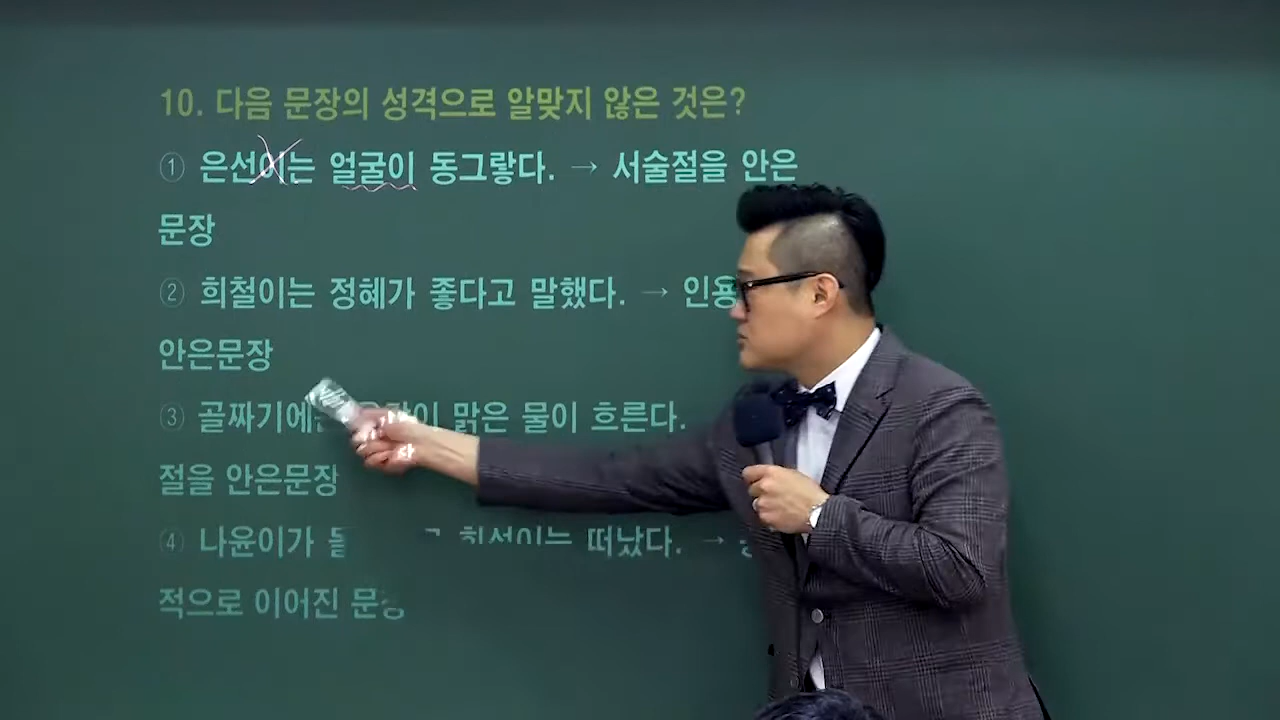 10. 다음 문장의 성격으로 알맞지 않은 것은?
① 은선이는 얼굴이 동그랗다. → 서술절을 안은
문장
② 희철이는 정혜가 좋다고 말했다. → 인용
안은문장
③ 골짜기에 맑은 물이 흐른다.
절을 안은문장
④ 나윤이가 희선이는 떠났다. →
적으로 이어진 문장